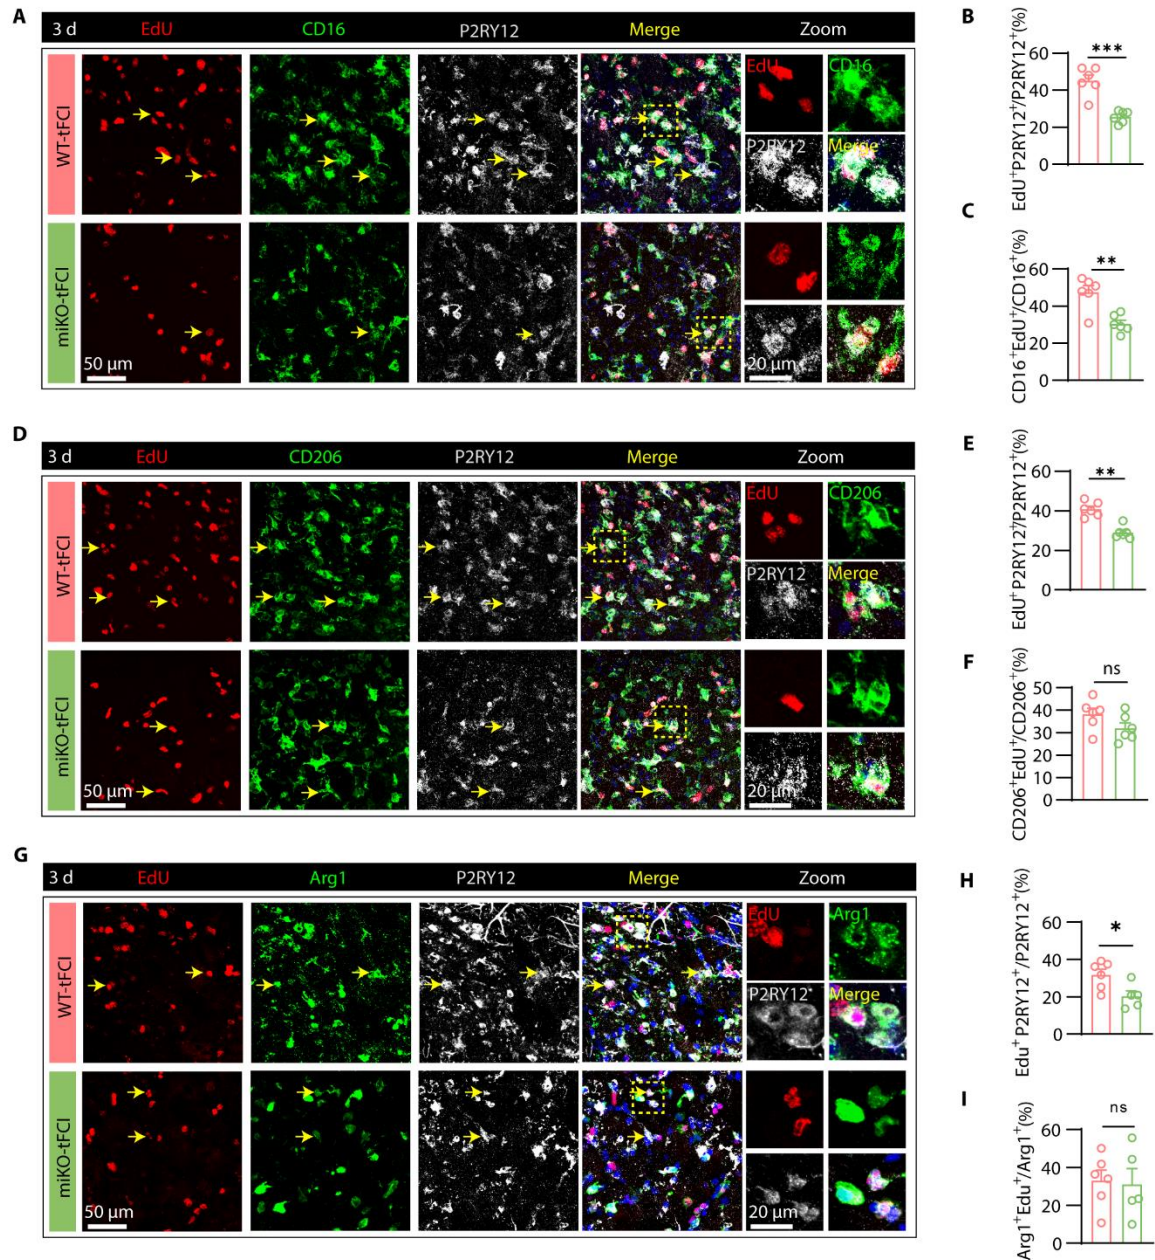 A
3 d EdU CD16 P2RY12 Merge Zoom
WT-tFCI
EdU CD16
P2RY12 Merge
miKO-tFCI
50 µm
20 µm
B
EdU⁺P2RY12⁺/P2RY12⁺(%)
***
60
40
20
0
C
CD16⁺EdU⁺/CD16⁺(%)
**
60
40
20
0
D
3 d EdU CD206 P2RY12 Merge Zoom
WT-tFCI
EdU CD206
P2RY12 Merge
miKO-tFCI
50 µm
20 µm
E
EdU⁺P2RY12⁺/P2RY12⁺(%)
**
60
40
20
0
F
CD206⁺EdU⁺/CD206⁺(%)
ns
50
40
30
20
10
0
G
3 d EdU Arg1 P2RY12 Merge Zoom
WT-tFCI
EdU Arg1
P2RY12 Merge
miKO-tFCI
50 µm
20 µm
H
Edu⁺P2RY12⁺/P2RY12⁺(%)
*
60
40
20
0
I
Arg1⁺Edu⁺/Arg1⁺(%)
ns
60
40
20
0